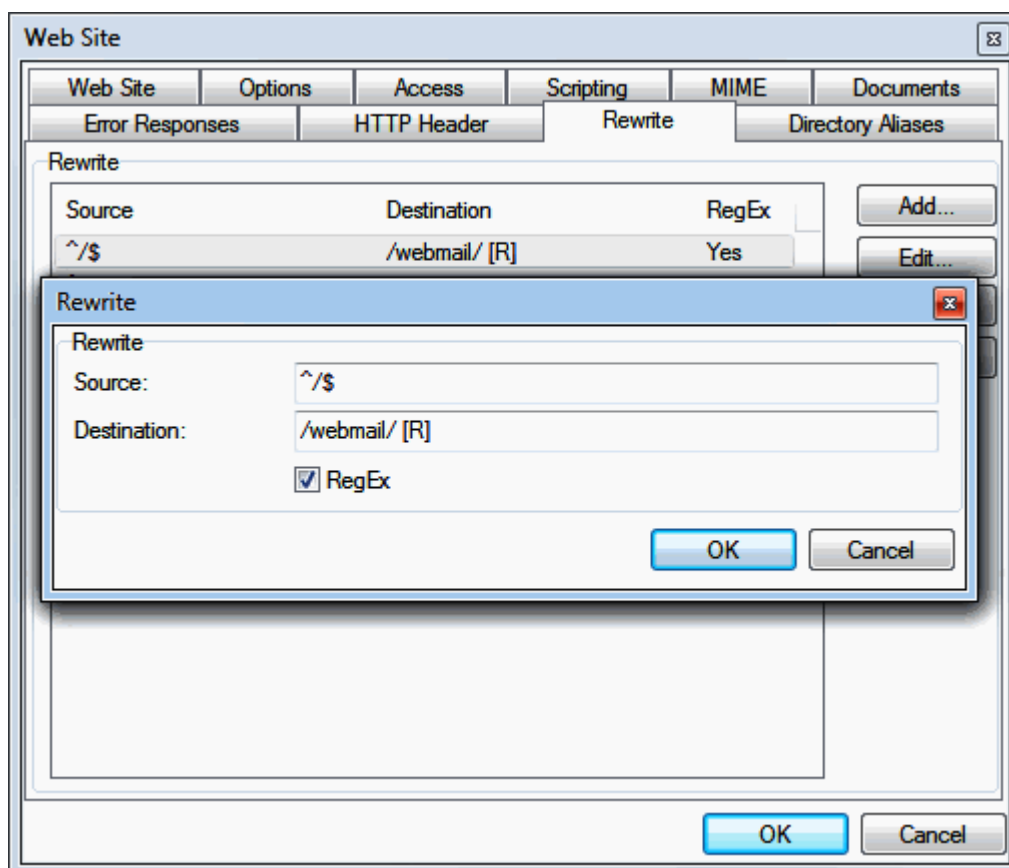 Web Site
Web Site Options Access Scripting MIME Documents
Error Responses HTTP Header Rewrite Directory Aliases
Rewrite
Source Destination RegEx Add...
^/$ /webmail/ [R] Yes Edit...
Rewrite
Rewrite
Source: ^/$
Destination: /webmail/ [R]
RegEx
OK Cancel
OK Cancel